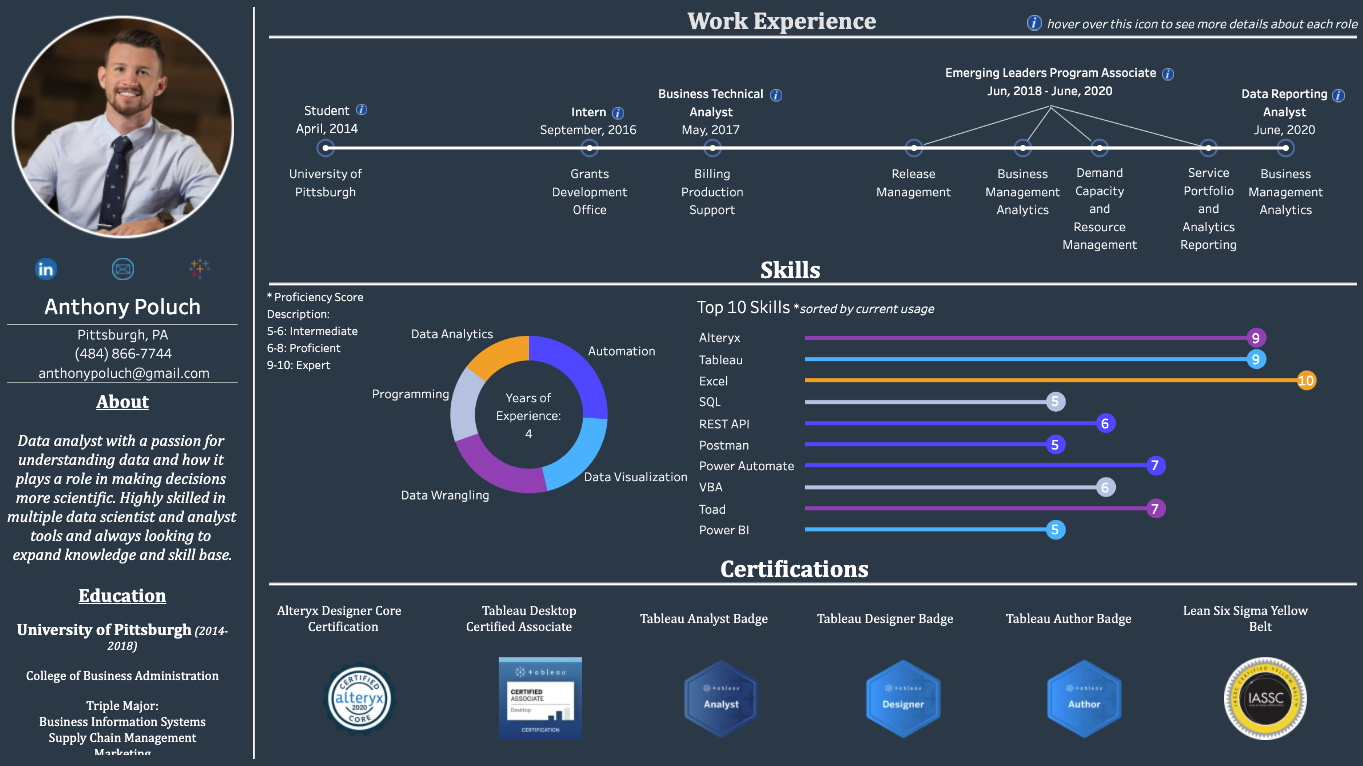 Work Experience
hover over this icon to see more details about each role
Student
April, 2014
Intern
September, 2016
Business Technical
Analyst
May, 2017
Emerging Leaders Program Associate
Jun, 2018 - June, 2020
Data Reporting
Analyst
June, 2020
University of
Pittsburgh
Grants
Development
Office
Billing
Production
Support
Release
Management
Business
Management
Analytics
Demand
Capacity
and
Resource
Management
Service
Portfolio
and
Analytics
Reporting
Business
Management
Analytics
in
Anthony Poluch
Pittsburgh, PA
(484) 866-7744
anthonypoluch@gmail.com
About
Data analyst with a passion for
understanding data and how it
plays a role in making decisions
more scientific. Highly skilled in
multiple data scientist and analyst
tools and always looking to
expand knowledge and skill base.
Education
University of Pittsburgh (2014-
2018)
College of Business Administration
Triple Major:
Business Information Systems
Supply Chain Management
Marketing
Skills
* Proficiency Score
Description:
5-6: Intermediate
6-8: Proficient
9-10: Expert
Data Analytics
Automation
Programming
Years of
Experience:
4
Data Visualization
Data Wrangling
Top 10 Skills *sorted by current usage
Alteryx 9
Tableau 9
Excel 10
SQL 5
REST API 6
Postman 5
Power Automate 7
VBA 6
Toad 7
Power BI 5
Certifications
Alteryx Designer Core
Certification
Tableau Desktop
Certified Associate
Tableau Analyst Badge
Tableau Designer Badge
Tableau Author Badge
Lean Six Sigma Yellow
Belt
CERTIFIED
alteryx
2020
CORE
tableau
CERTIFIED
ASSOCIATE
Desktop
CERTIFICATION
tableau
Analyst
tableau
Designer
tableau
Author
IASSC